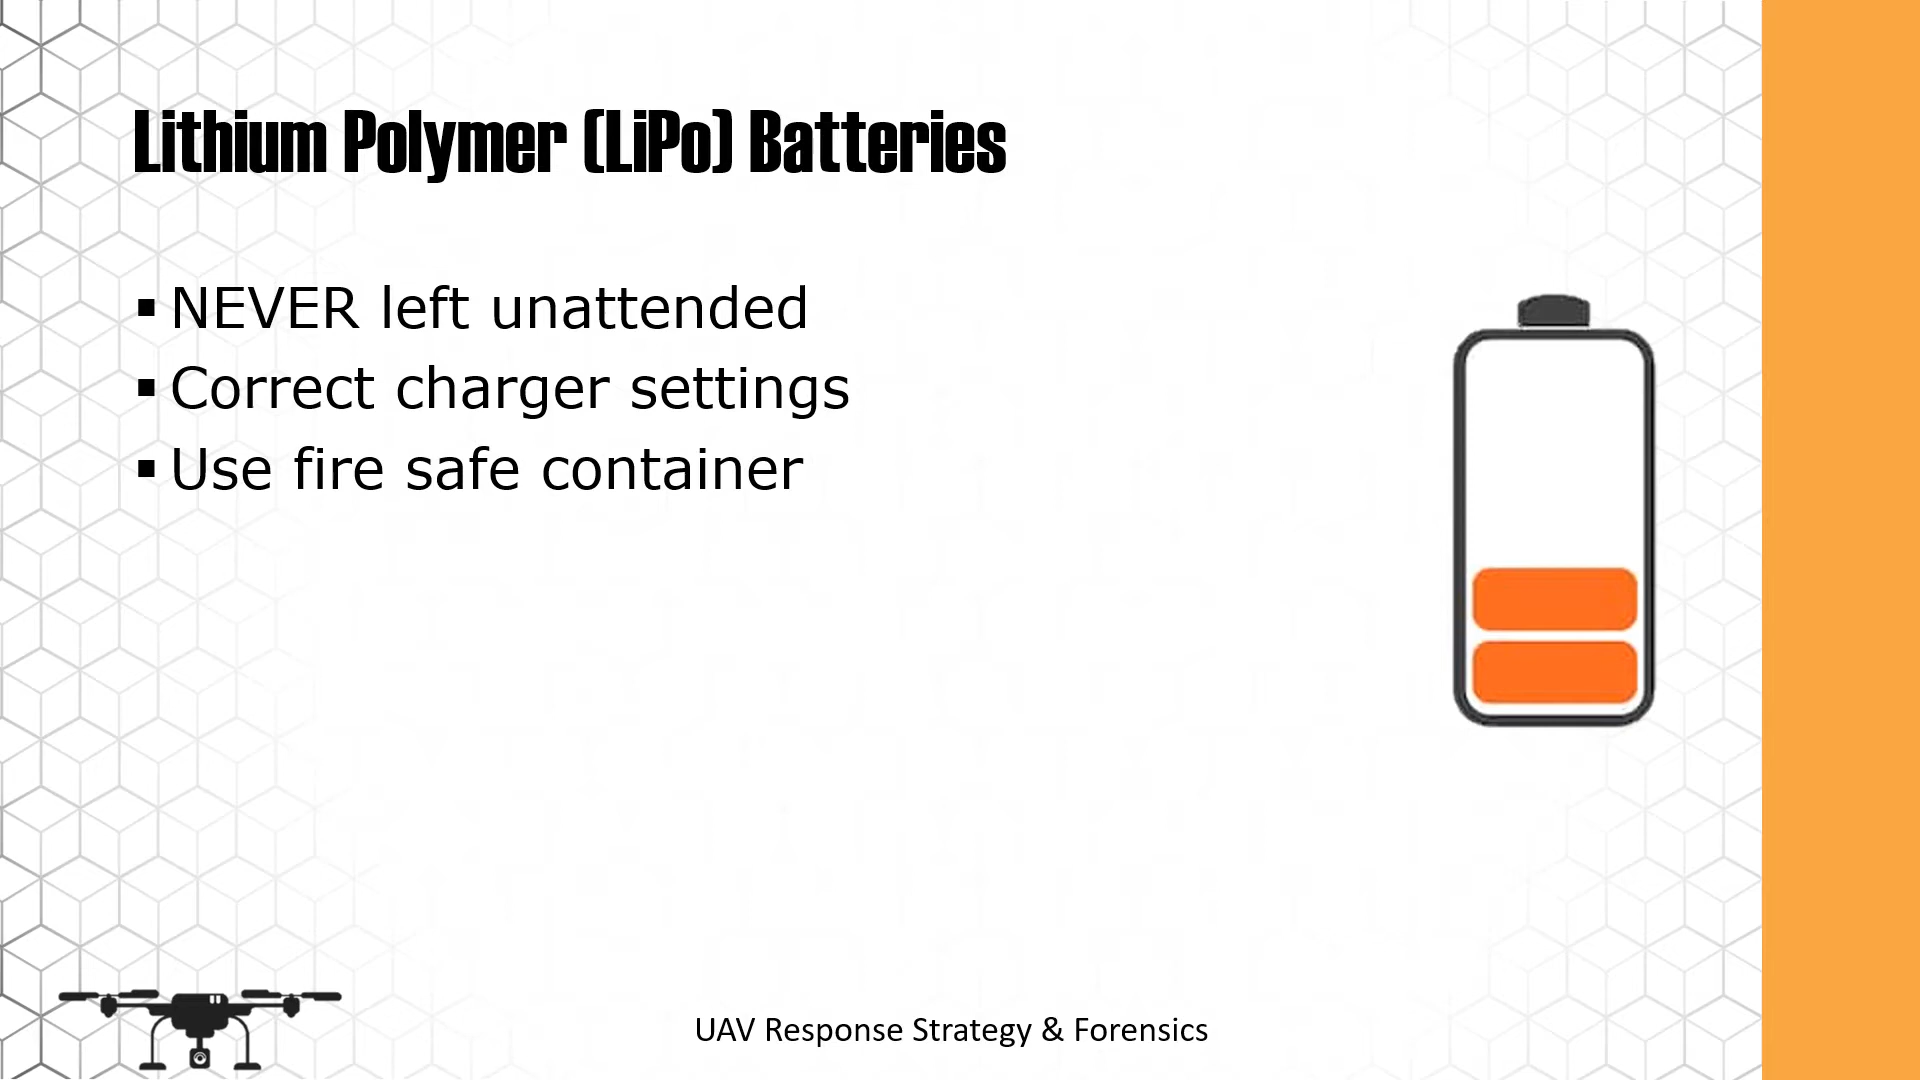 Lithium Polymer (LiPo) Batteries
▪ NEVER left unattended
▪ Correct charger settings
▪ Use fire safe container
UAV Response Strategy & Forensics